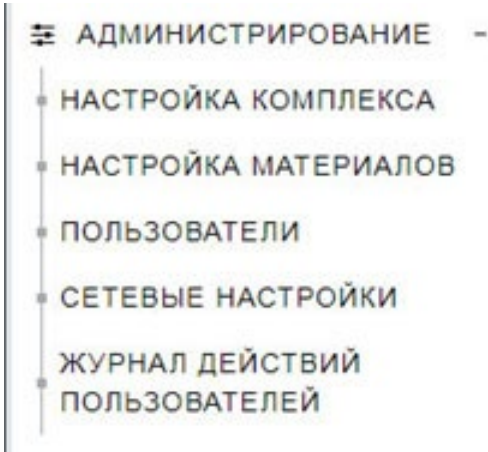 АДМИНИСТРИРОВАНИЕ -
НАСТРОЙКА КОМПЛЕКСА
НАСТРОЙКА МАТЕРИАЛОВ
ПОЛЬЗОВАТЕЛИ
СЕТЕВЫЕ НАСТРОЙКИ
ЖУРНАЛ ДЕЙСТВИЙ
ПОЛЬЗОВАТЕЛЕЙ